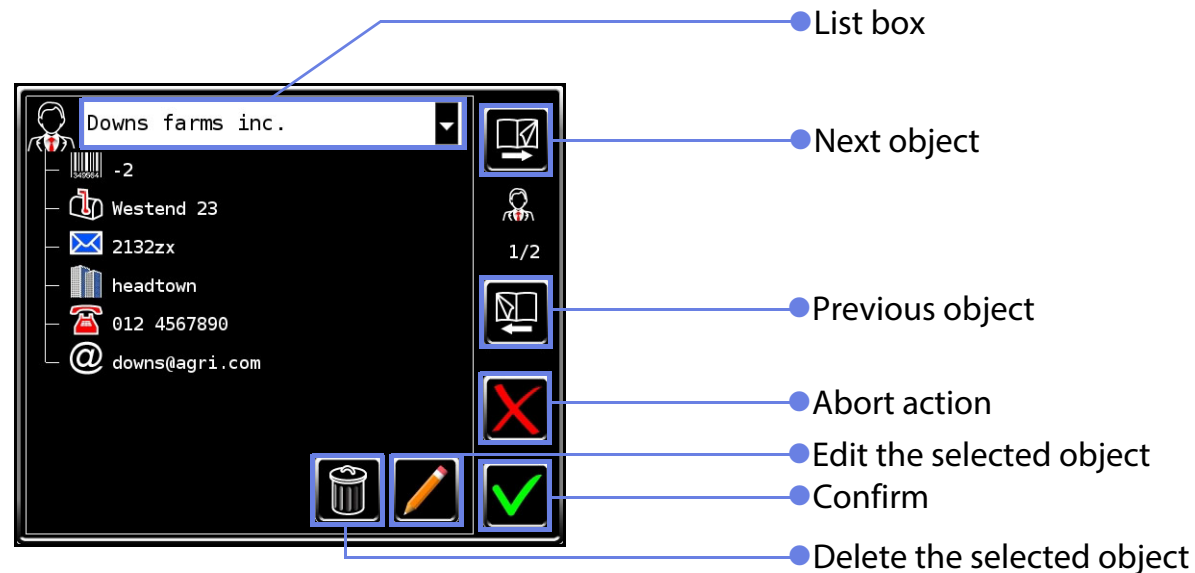 List box
Downs farms inc.
Next object
349564
-2
Westend 23
2132zx
1/2
headtown
Previous object
012 4567890
@ downs@agri.com
Abort action
Edit the selected object
Confirm
Delete the selected object